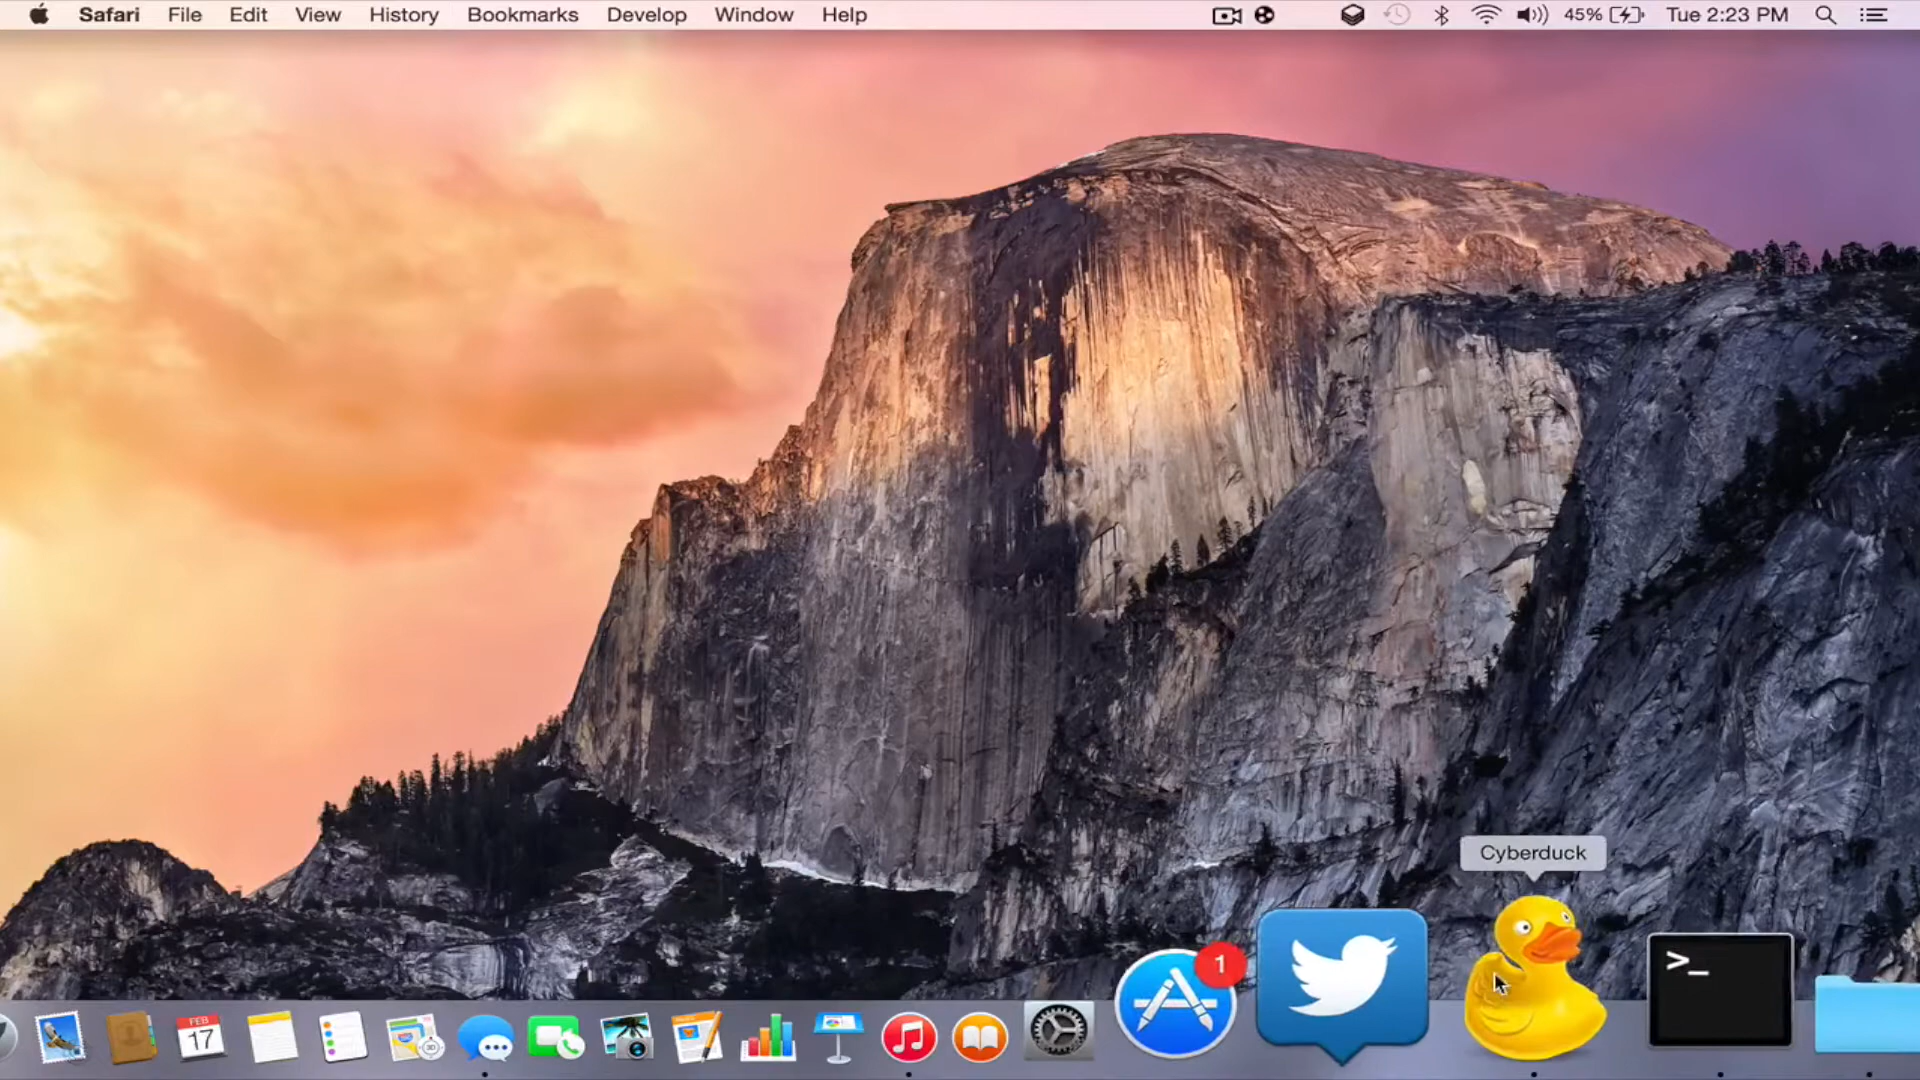 Safari File Edit View History Bookmarks Develop Window Help 45% Tue 2:23 PM
Cyberduck
1
>_
FEB
17